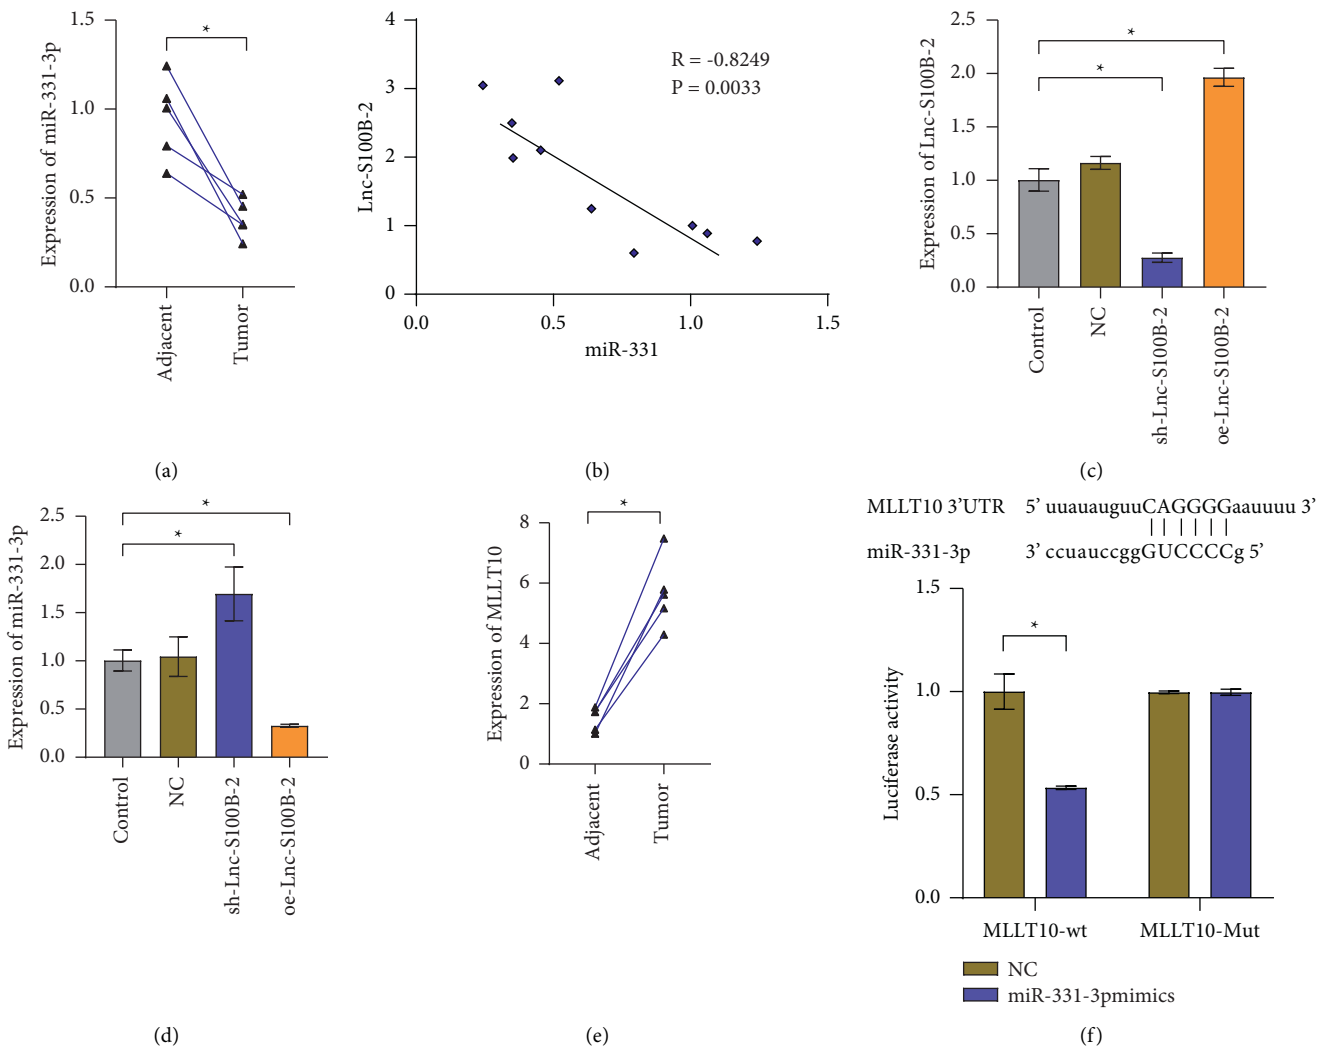 Expression of miR-331-3p
1.5
1.0
0.5
0.0
*
Adjacent
Tumor
(a)
Lnc-S100B-2
4
3
2
1
0
R = -0.8249
P = 0.0033
0.0
0.5
1.0
1.5
miR-331
(b)
Expression of Lnc-S100B-2
2.5
2.0
1.5
1.0
0.5
0.0
*
*
Control
NC
sh-Lnc-S100B-2
oe-Lnc-S100B-2
(c)
Expression of miR-331-3p
2.5
2.0
1.5
1.0
0.5
0.0
*
*
Control
NC
sh-Lnc-S100B-2
oe-Lnc-S100B-2
(d)
Expression of MLLT10
8
6
4
2
0
*
Adjacent
Tumor
(e)
MLLT10 3'UTR 5' uuauauguuCAGGGGaauuuu 3'
miR-331-3p 3' ccuauccggGUCCCCg 5'
Luciferase activity
1.5
1.0
0.5
0.0
*
MLLT10-wt
MLLT10-Mut
NC
miR-331-3pmimics
(f)